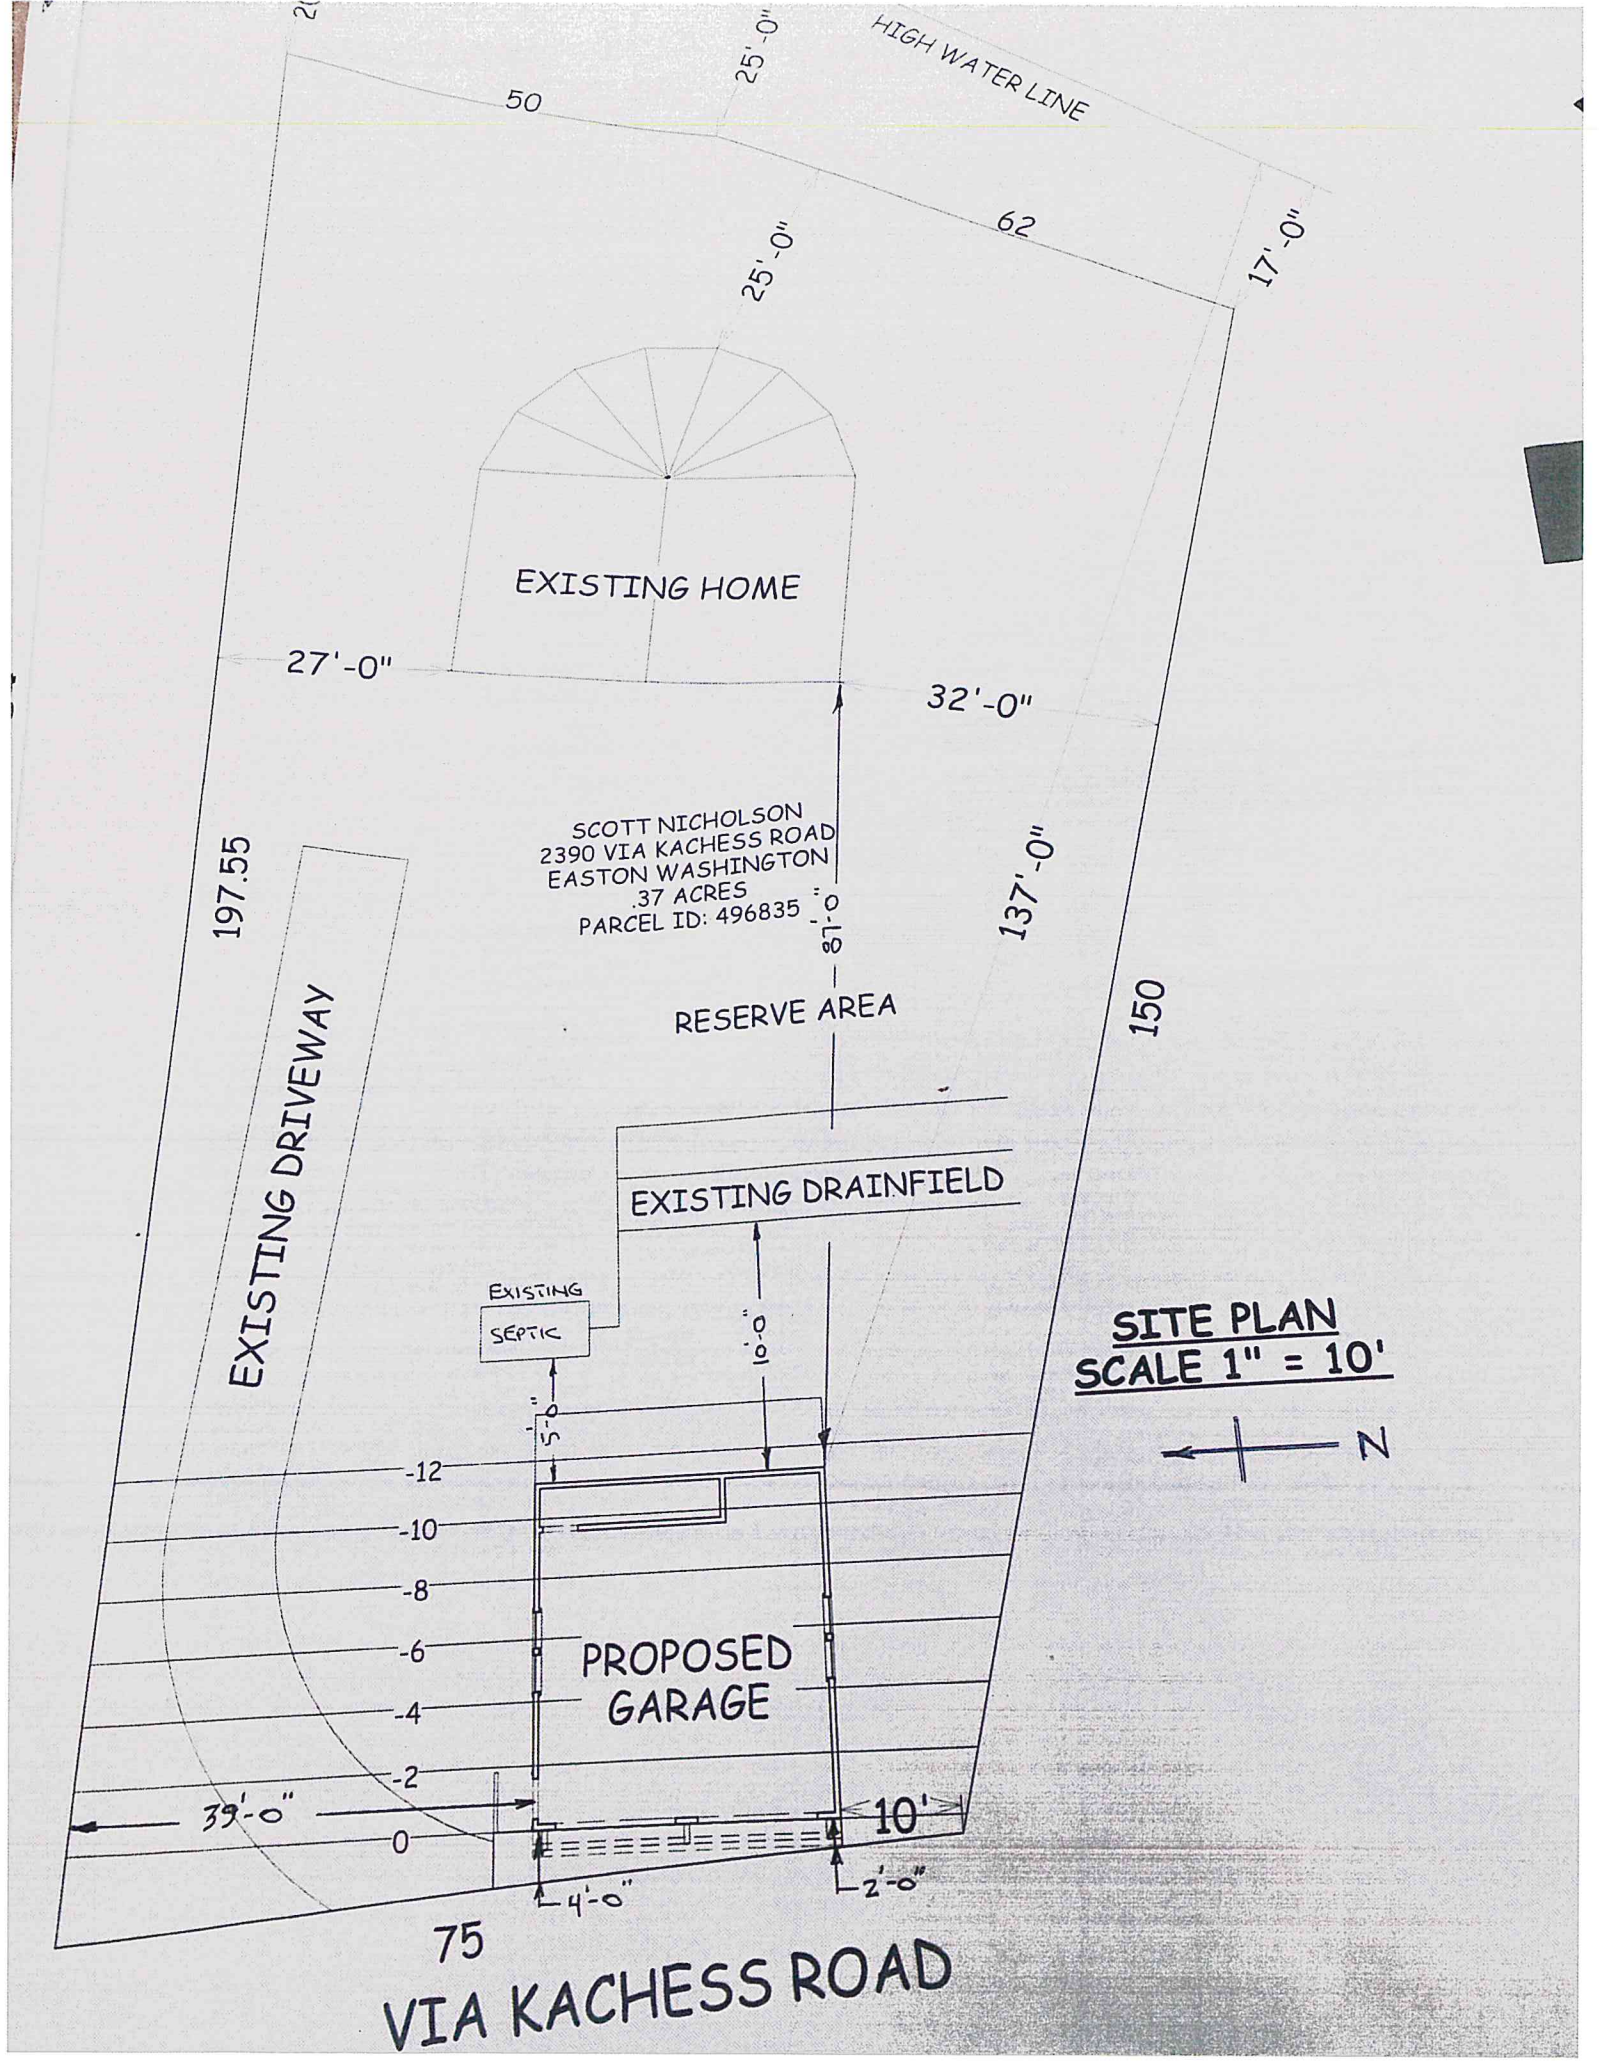 25'-0"
HIGH WATER LINE
50
62
17'-0"
25'-0"
EXISTING HOME
27'-0"
32'-0"
SCOTT NICHOLSON
2390 VIA KACHESS ROAD
EASTON WASHINGTON
.37 ACRES
PARCEL ID: 496835
87'-0"
137'-0"
197.55
150
RESERVE AREA
EXISTING DRIVEWAY
EXISTING DRAINFIELD
EXISTING
SEPTIC
10'-0"
5'-0"
SITE PLAN
SCALE 1" = 10'
N
-12
-10
-8
-6
-4
-2
0
PROPOSED
GARAGE
39'-0"
10'
4'-0"
2'-0"
75
VIA KACHESS ROAD